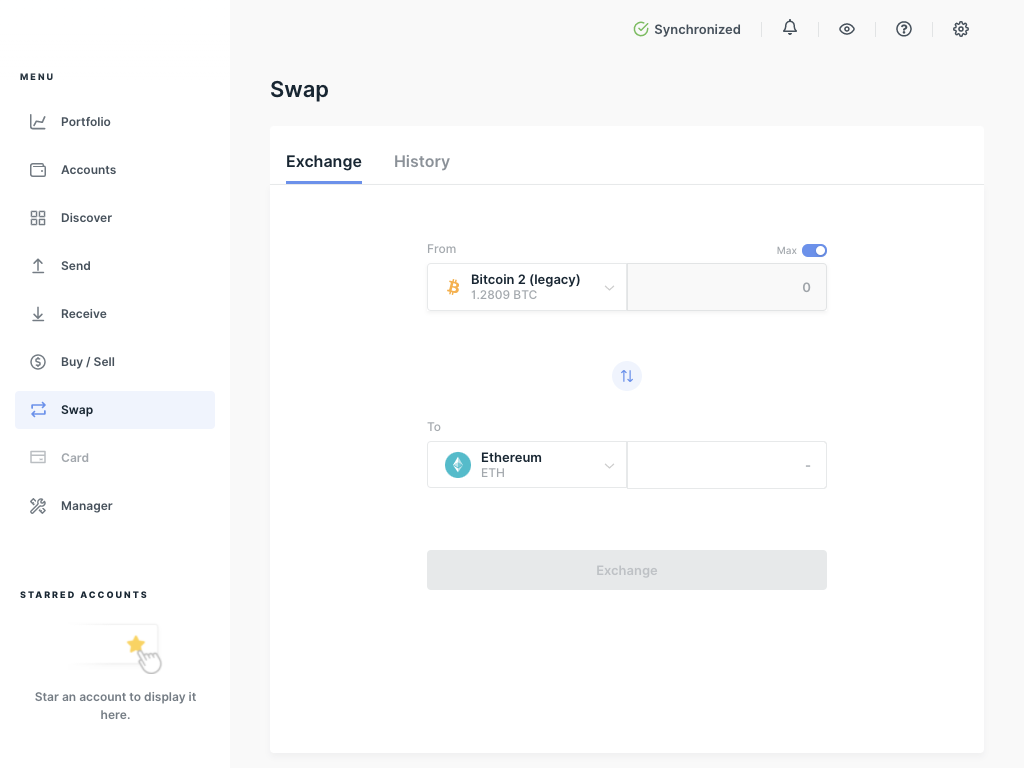 Synchronized
MENU
Portfolio
Accounts
Discover
Send
Receive
Buy / Sell
Swap
Card
Manager
STARRED ACCOUNTS
Star an account to display it
here.
Swap
Exchange
History
From
Max
Bitcoin 2 (legacy)
1.2809 BTC
0
To
Ethereum
ETH
-
Exchange